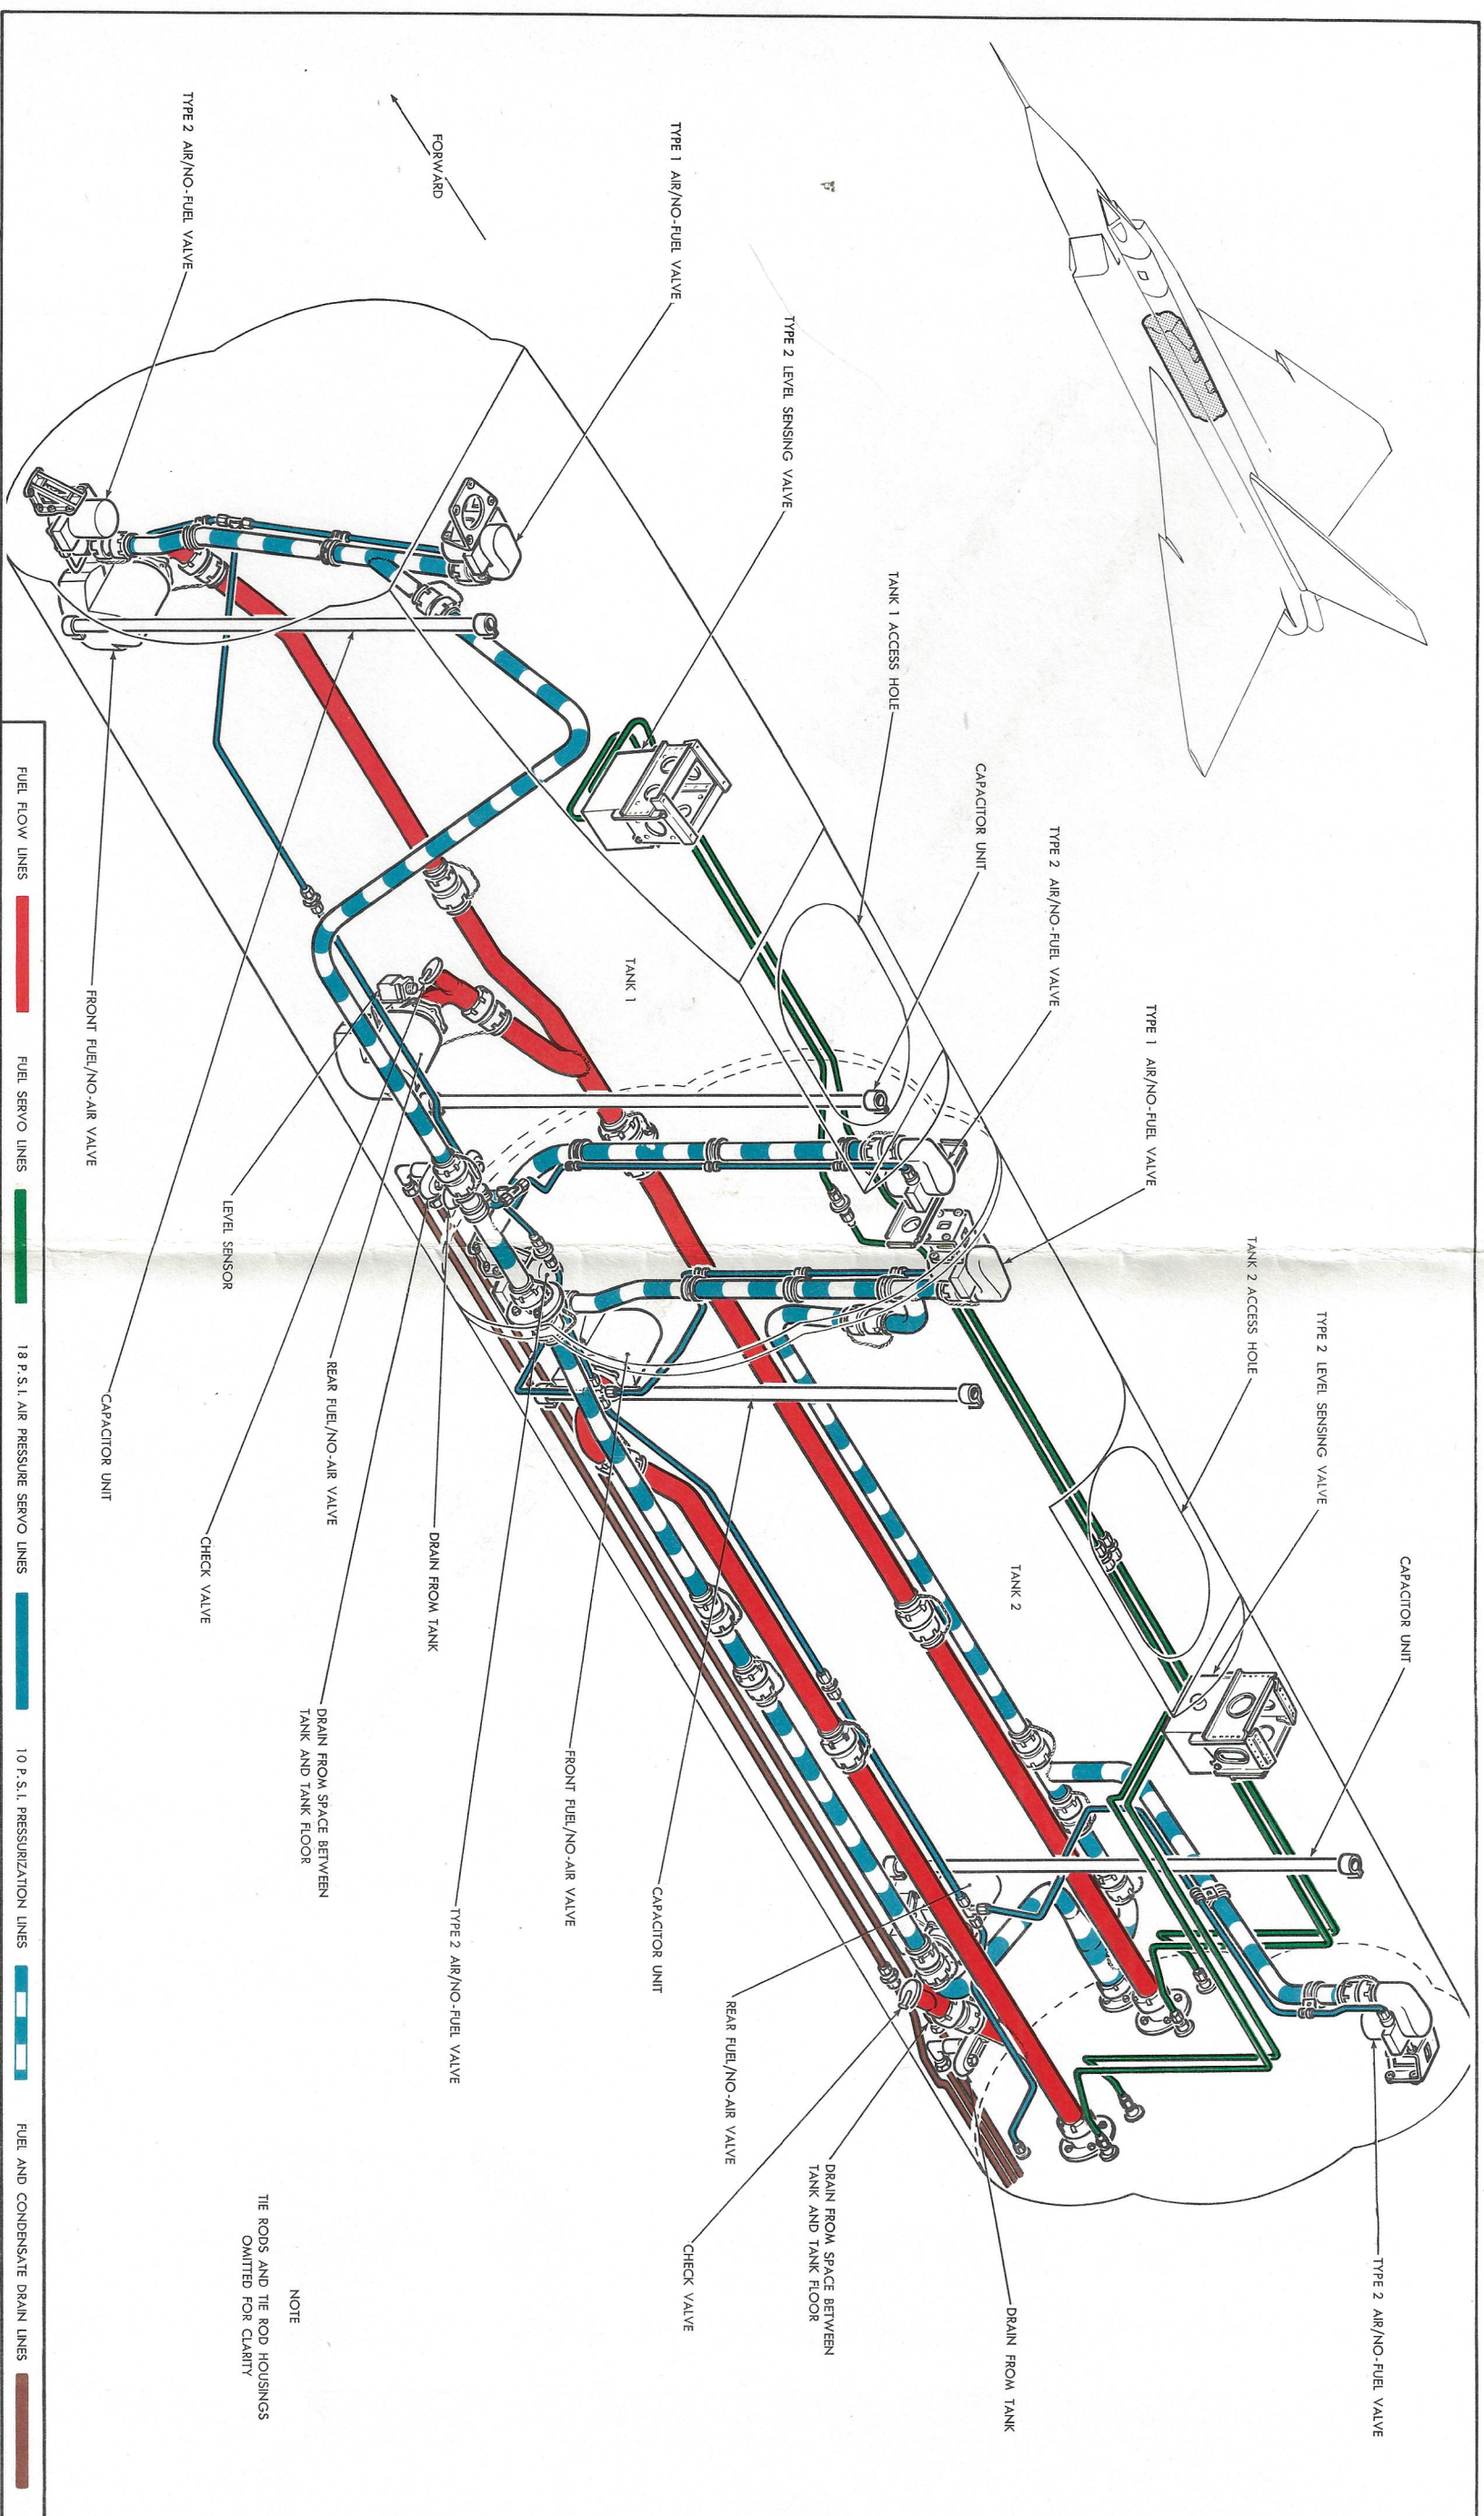 TYPE 2 AIR/NO-FUEL VALVE
FORWARD
TYPE 1 AIR/NO-FUEL VALVE
TYPE 2 LEVEL SENSING VALVE
TANK 1 ACCESS HOLE
CAPACITOR UNIT
TYPE 2 AIR/NO-FUEL VALVE
TYPE 1 AIR/NO-FUEL VALVE
TANK 2 ACCESS HOLE
TYPE 2 LEVEL SENSING VALVE
CAPACITOR UNIT
TYPE 2 AIR/NO-FUEL VALVE
TANK 1
TANK 2
FRONT FUEL/NO-AIR VALVE
CAPACITOR UNIT
LEVEL SENSOR
CHECK VALVE
REAR FUEL/NO-AIR VALVE
DRAIN FROM SPACE BETWEEN
TANK AND TANK FLOOR
DRAIN FROM TANK
TYPE 2 AIR/NO-FUEL VALVE
FRONT FUEL/NO-AIR VALVE
CAPACITOR UNIT
REAR FUEL/NO-AIR VALVE
CHECK VALVE
DRAIN FROM SPACE BETWEEN
TANK AND TANK FLOOR
DRAIN FROM TANK
NOTE
TIE RODS AND TIE ROD HOUSINGS
OMITTED FOR CLARITY
FUEL FLOW LINES
FUEL SERVO LINES
18 P.S.I. AIR PRESSURE SERVO LINES
10 P.S.I. PRESSURIZATION LINES
FUEL AND CONDENSATE DRAIN LINES